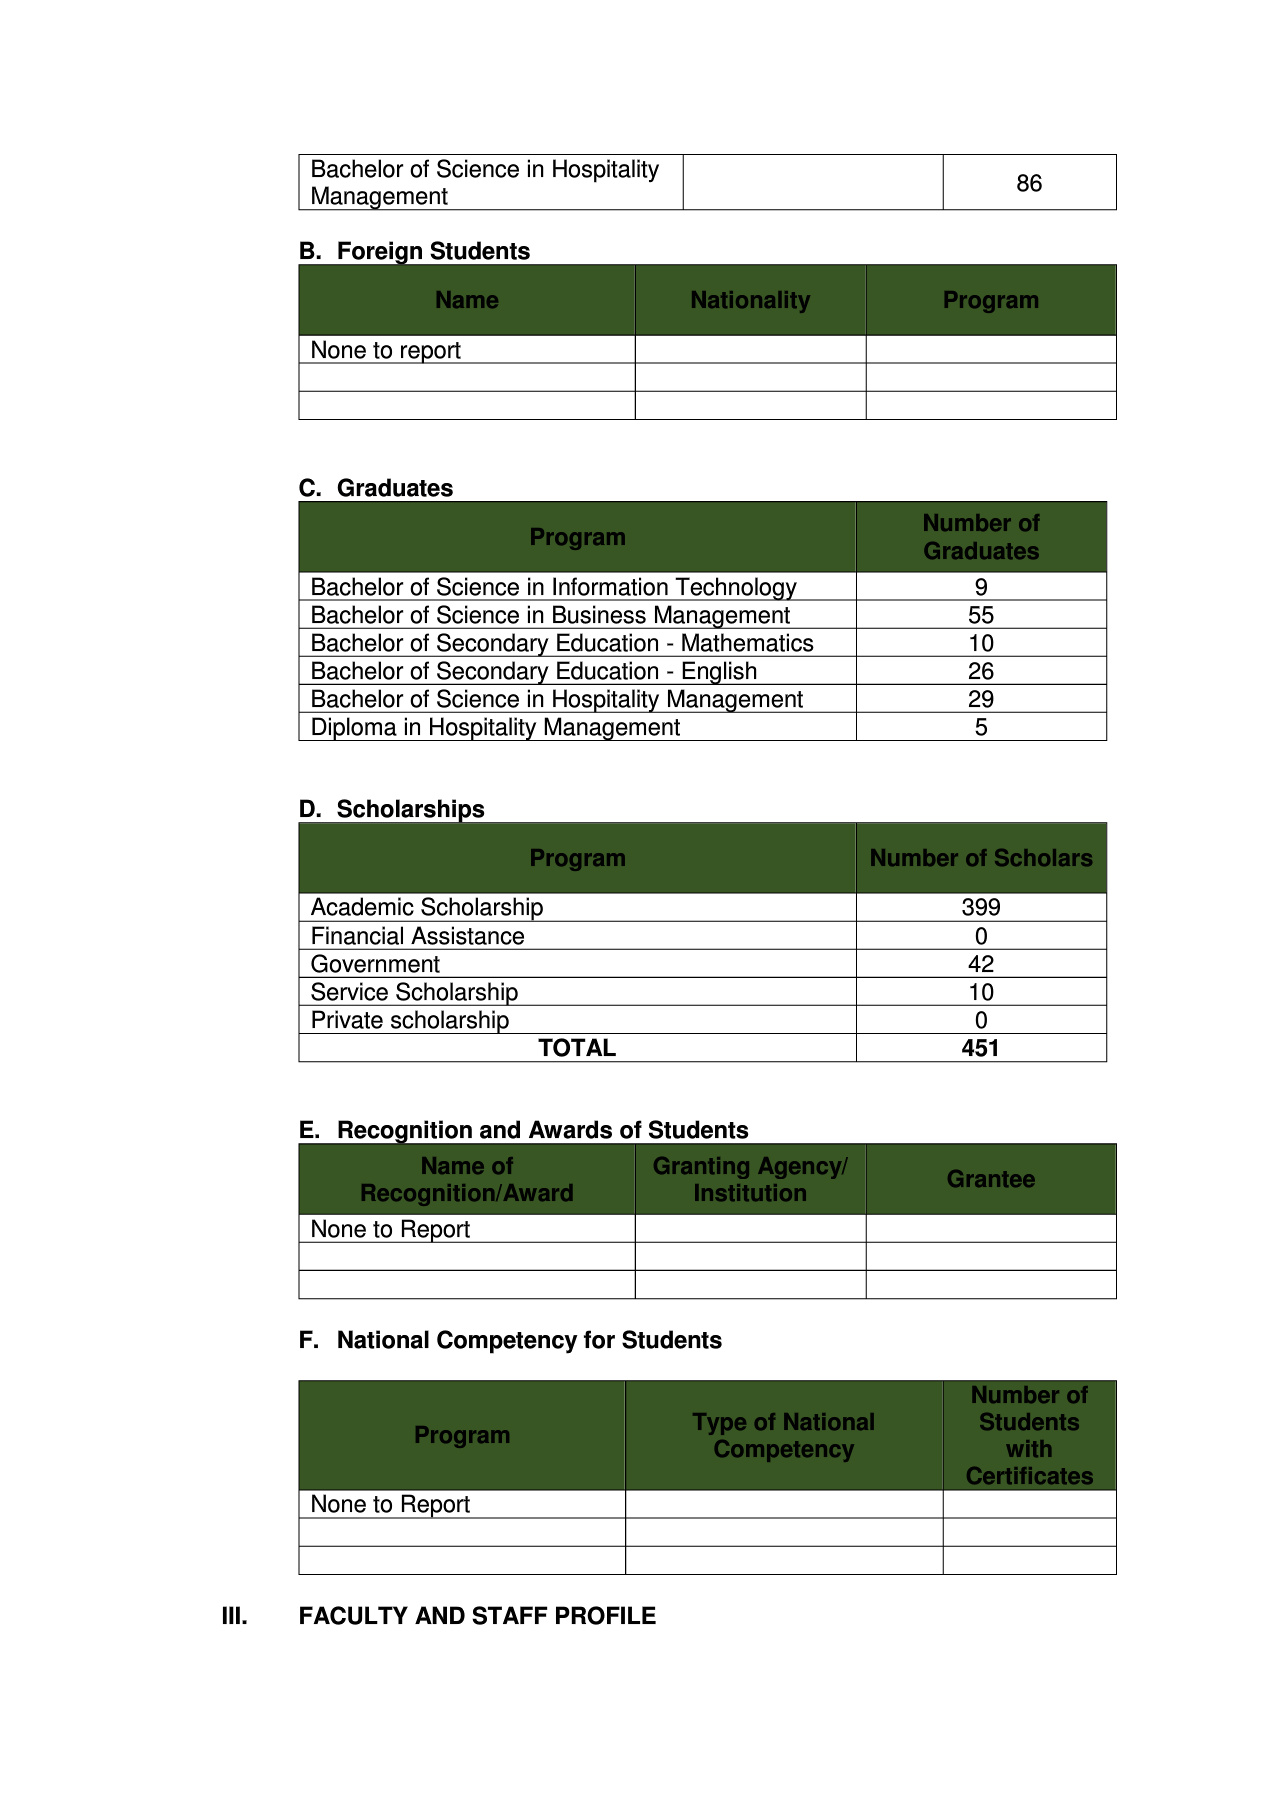 Bachelor of Science in Hospitality
Management
86
B. Foreign Students
Name Nationality Program
None to report
C. Graduates
Program Number of
Graduates
Bachelor of Science in Information Technology 9
Bachelor of Science in Business Management 55
Bachelor of Secondary Education - Mathematics 10
Bachelor of Secondary Education - English 26
Bachelor of Science in Hospitality Management 29
Diploma in Hospitality Management 5
D. Scholarships
Program Number of Scholars
Academic Scholarship 399
Financial Assistance 0
Government 42
Service Scholarship 10
Private scholarship 0
TOTAL 451
E. Recognition and Awards of Students
Name of
Recognition/Award
Granting Agency/
Institution
Grantee
None to Report
F. National Competency for Students
Program
Type of National
Competency
Number of
Students
with
Certificates
None to Report
III. FACULTY AND STAFF PROFILE